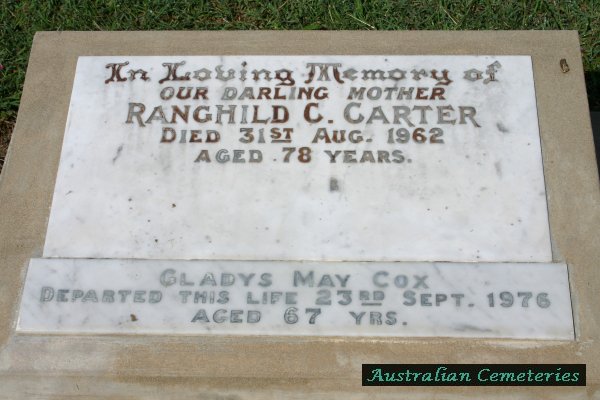 In Loving Memory of
OUR DARLING MOTHER
RANGHILD C. CARTER
DIED 31ST AUG. 1962
AGED 78 YEARS.
GLADYS MAY COX
DEPARTED THIS LIFE 23RD SEPT. 1976
AGED 67 YRS.
Australian Cemeteries